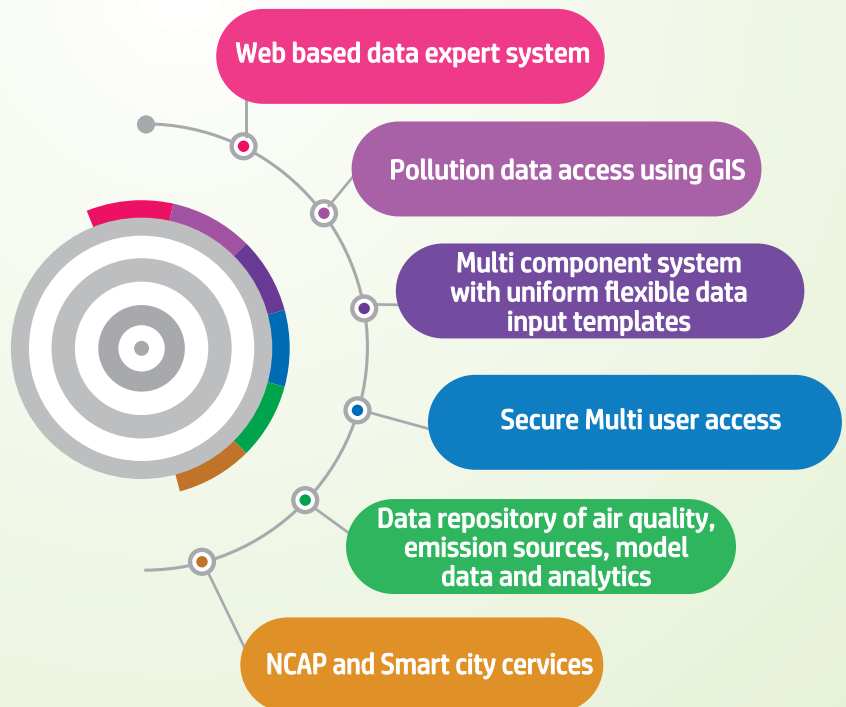 Web based data expert system
Pollution data access using GIS
Multi component system
with uniform flexible data
input templates
Secure Multi user access
Data repository of air quality,
emission sources, model
data and analytics
NCAP and Smart city cervices